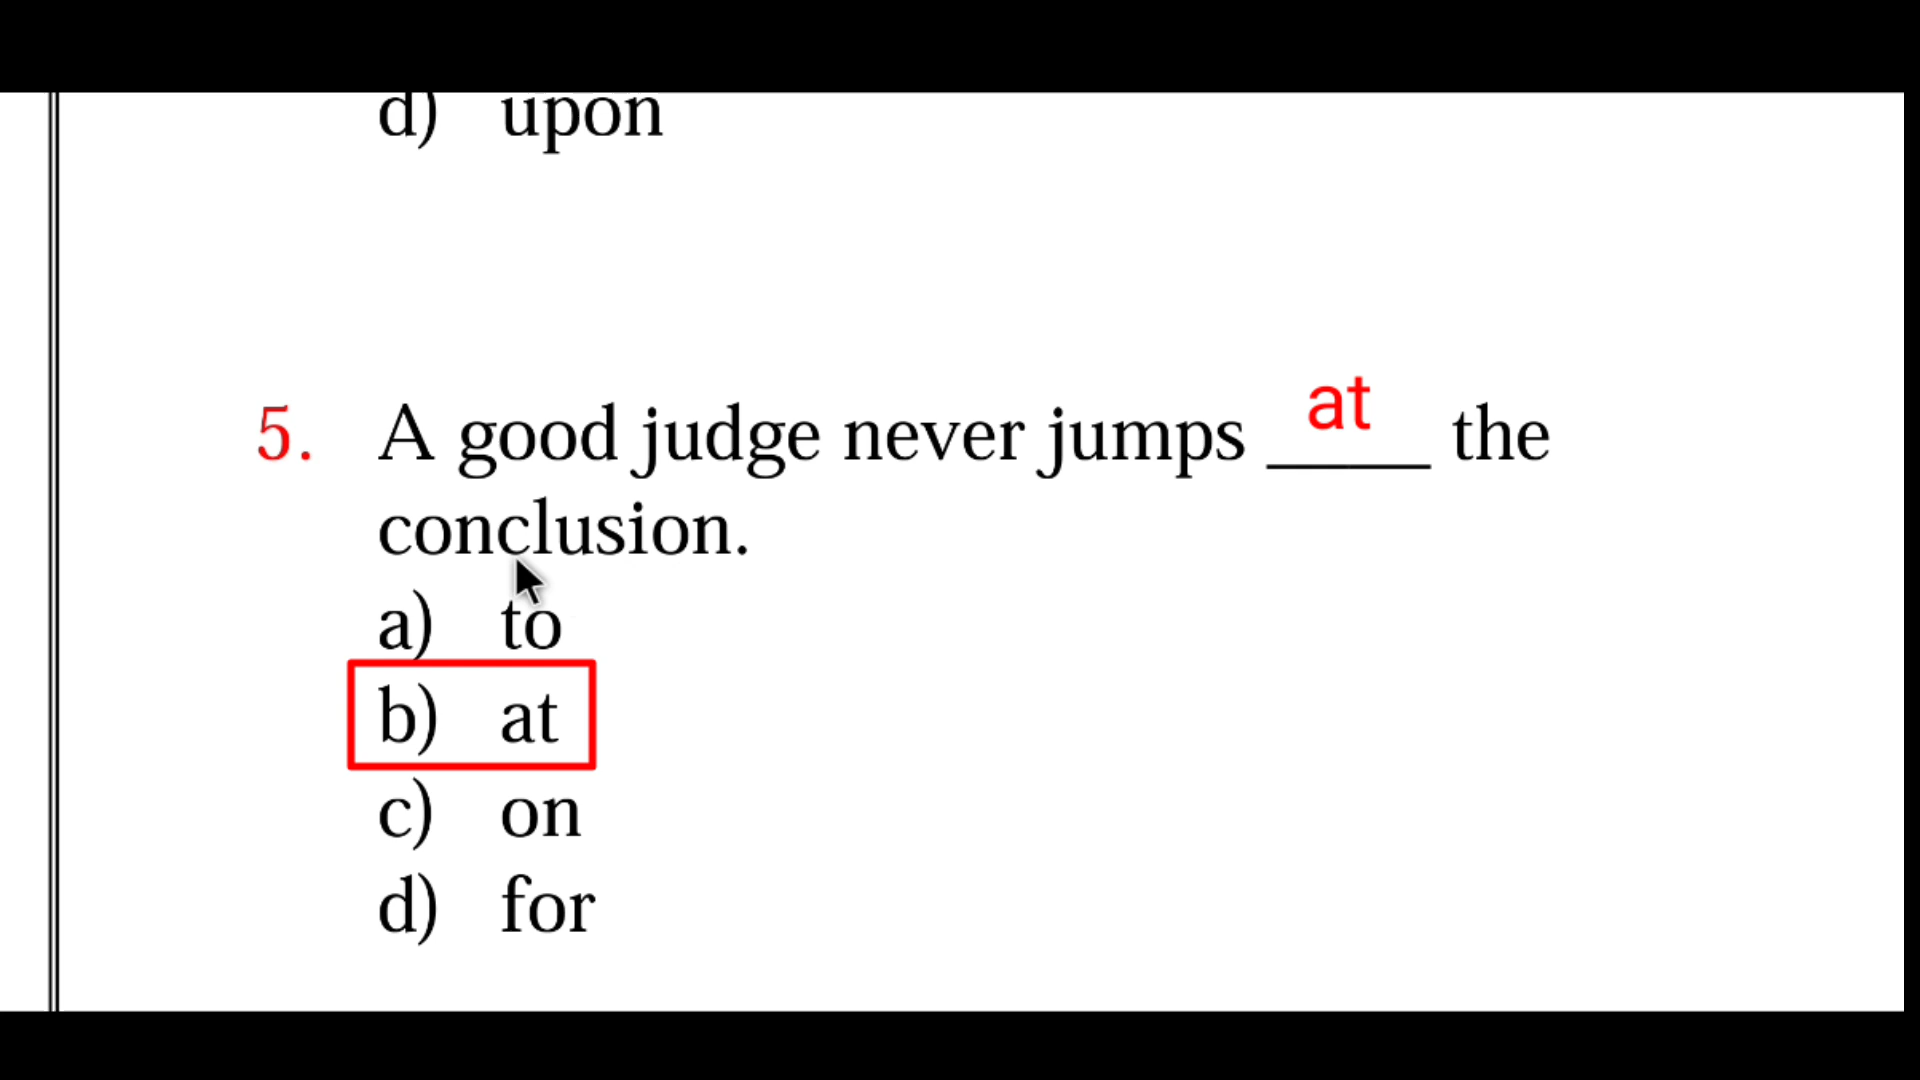 d) upon
at
5. A good judge never jumps _____ the
conclusion.
a) to
b) at
c) on
d) for